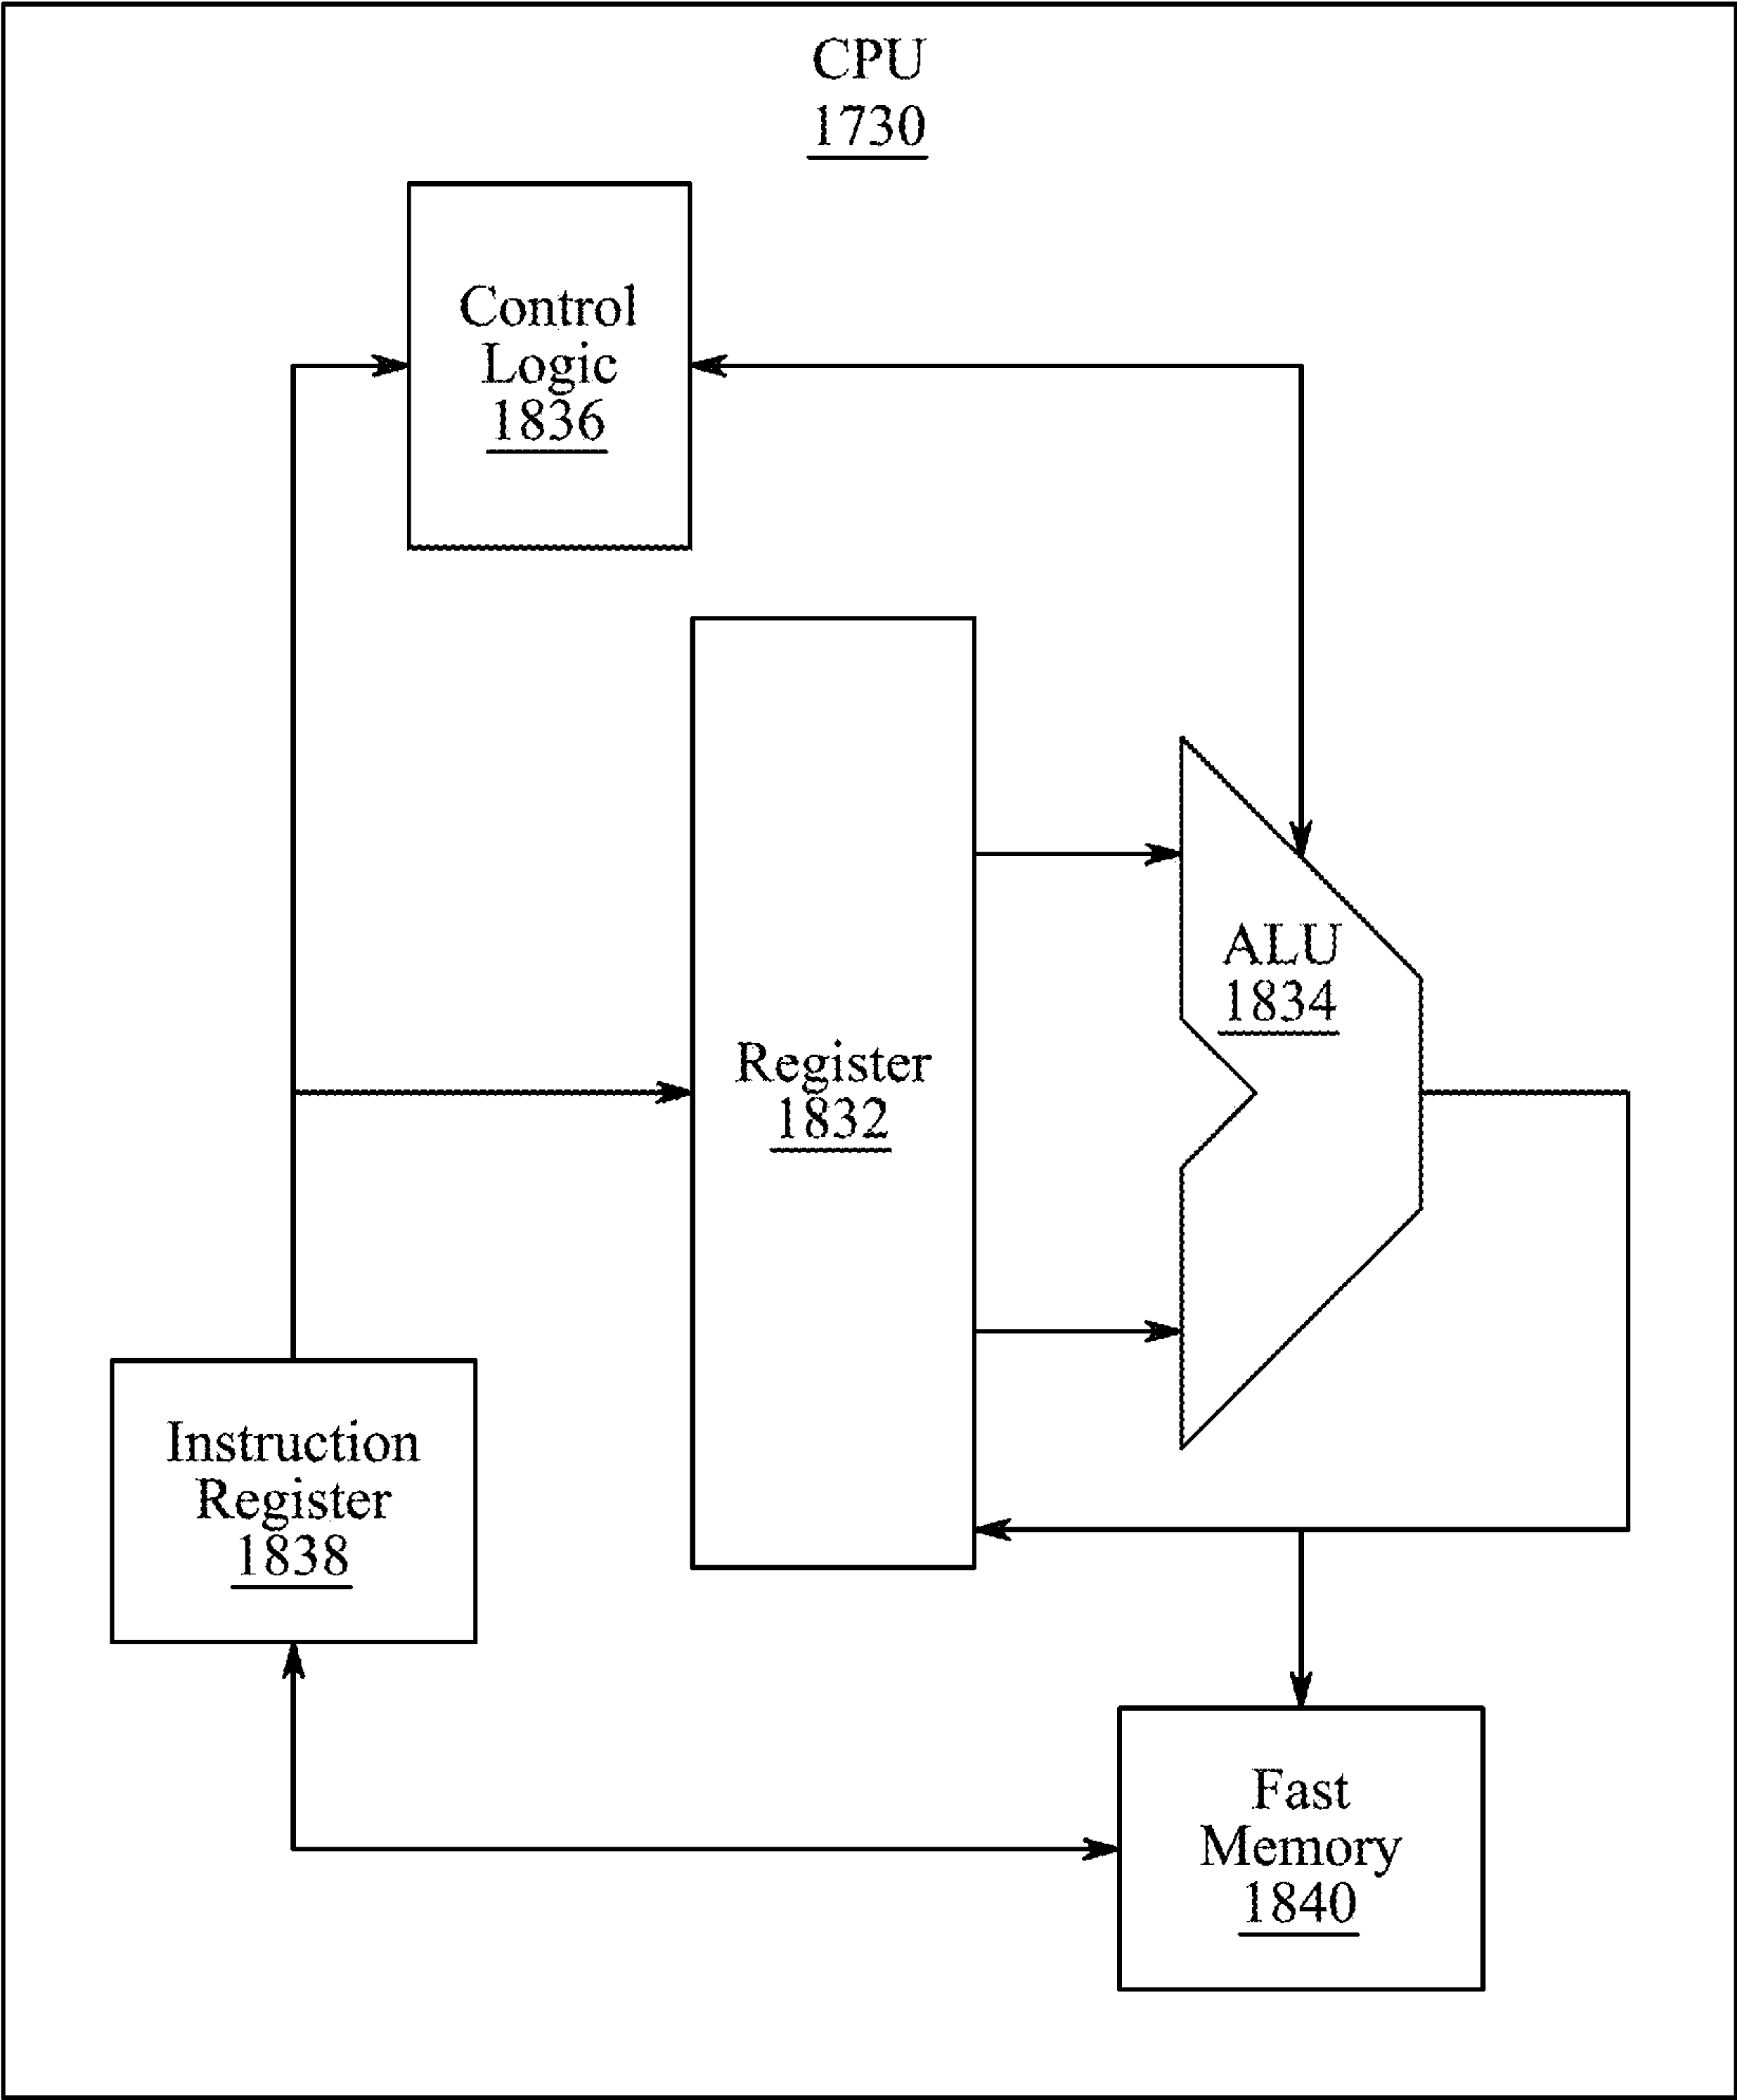 CPU
1730
Control
Logic
1836
ALU
1834
Register
1832
Instruction
Register
1838
Fast
Memory
1840